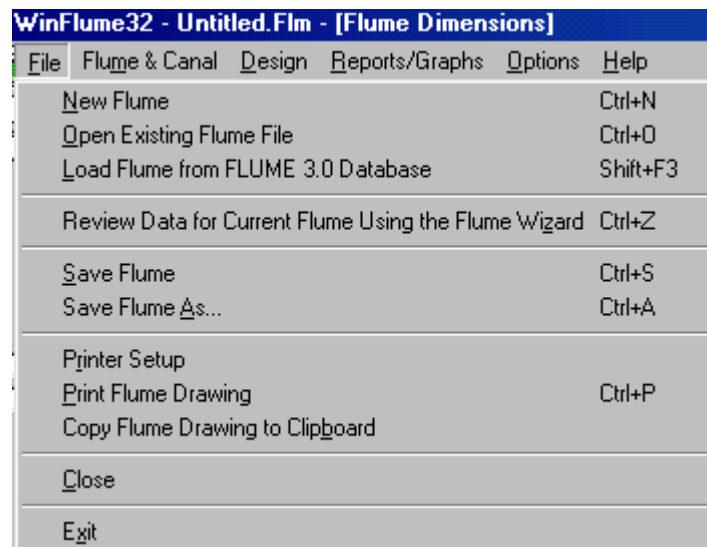 WinFlume32 - Untitled.Flm - [Flume Dimensions]
File Flume & Canal Design Reports/Graphs Options Help
New Flume Ctrl+N
Open Existing Flume File Ctrl+O
Load Flume from FLUME 3.0 Database Shift+F3
Review Data for Current Flume Using the Flume Wizard Ctrl+Z
Save Flume Ctrl+S
Save Flume As... Ctrl+A
Printer Setup
Print Flume Drawing Ctrl+P
Copy Flume Drawing to Clipboard
Close
Exit